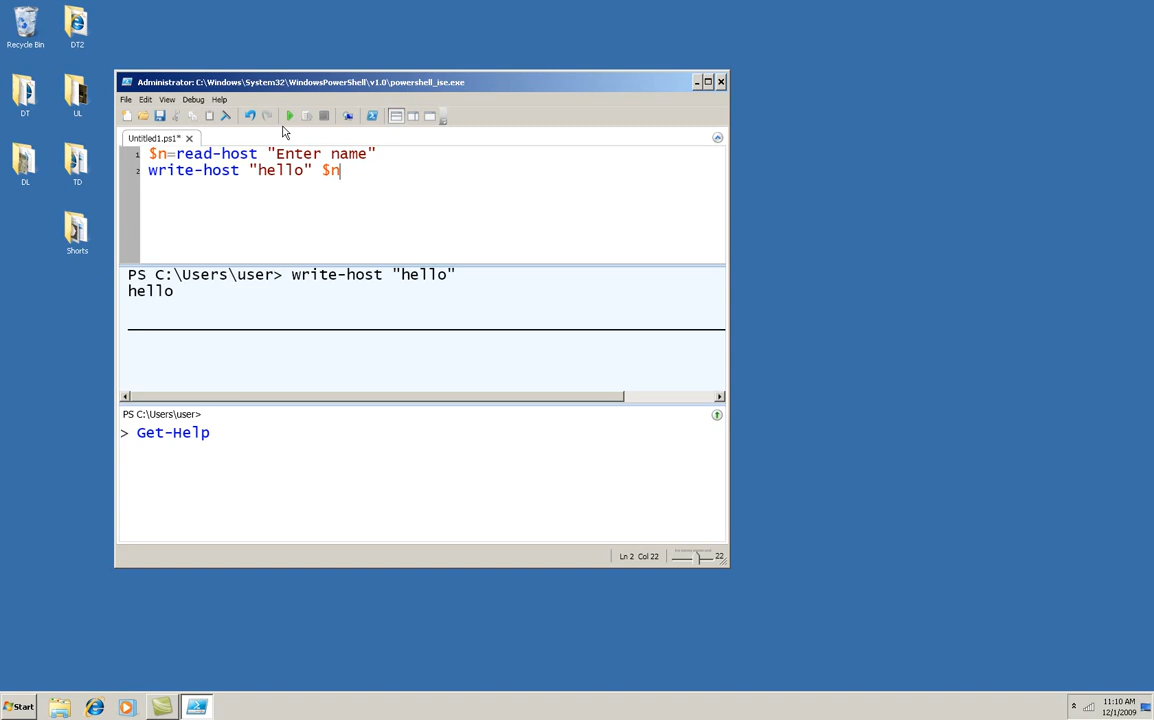 Recycle Bin
DT2
DT
UL
DL
TD
Shorts
Administrator: C:\Windows\System32\WindowsPowerShell\v1.0\powershell_ise.exe
File Edit View Debug Help
Untitled1.ps1*
1 $n=read-host "Enter name"
2 write-host "hello" $n
PS C:\Users\user> write-host "hello"
hello
PS C:\Users\user>
> Get-Help
Ln 2 Col 22 22
Start
11:10 AM
12/1/2009